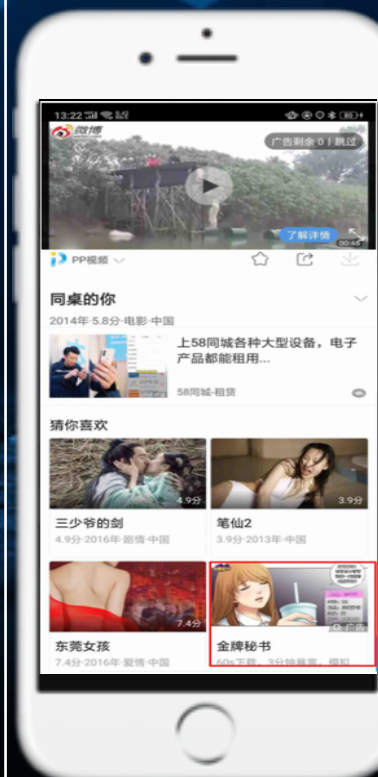 13:22
微博
广告剩余 0 | 跳过
了解详情
00:48
PP视频
同桌的你
2014年·5.8分·电影·中国
上58同城各种大型设备，电子
产品都能租用...
58同城-租赁
猜你喜欢
4.9分
3.9分
三少爷的剑
笔仙2
4.9分·2016年·剧情·中国
3.9分·2013年·中国
7.4分
广告
东莞女孩
金牌秘书
7.4分·2016年·爱情·中国
60s下载，3分钟暴富，模拟